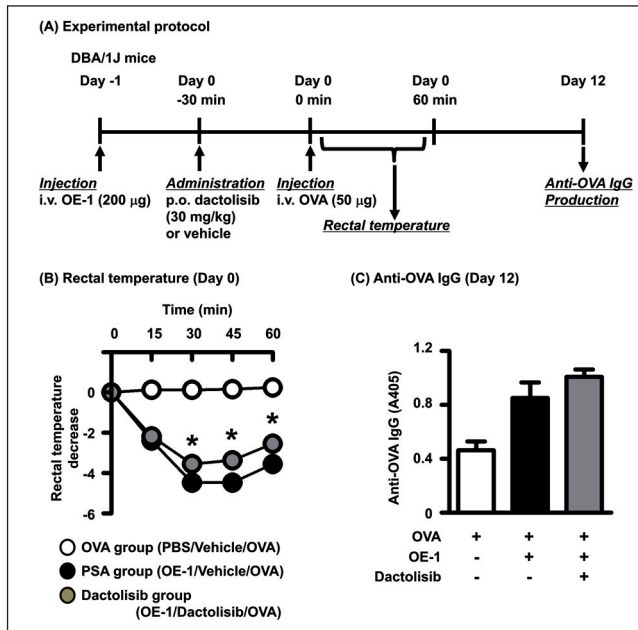 (A) Experimental protocol
DBA/1J mice
Day -1
Day 0
-30 min
Day 0
0 min
Day 0
60 min
Day 12
Injection
i.v. OE-1 (200 µg)
Administration
p.o. dactolisib
(30 mg/kg)
or vehicle
Injection
i.v. OVA (50 µg)
Rectal temperature
Anti-OVA IgG
Production
(B) Rectal temperature (Day 0)
Time (min)
0 15 30 45 60
Rectal temperature
decrease
0
-2
-4
-6
* * *
OVA group (PBS/Vehicle/OVA)
PSA group (OE-1/Vehicle/OVA)
Dactolisib group
(OE-1/Dactolisib/OVA)
(C) Anti-OVA IgG (Day 12)
Anti-OVA IgG (A405)
1.2
0.8
0.4
0
OVA + + +
OE-1 - + +
Dactolisib - - +